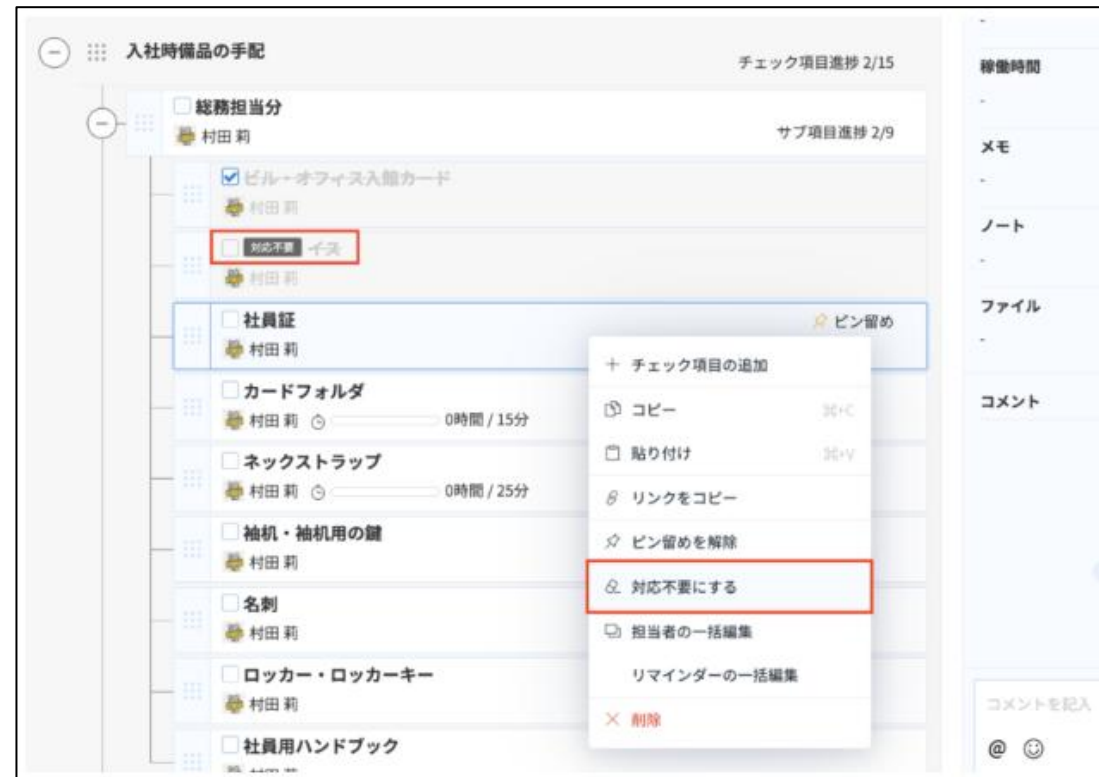 入社時備品の手配
チェック項目進捗 2/15
総務担当分
村田 莉
サブ項目進捗 2/9
ビル・オフィス入館カード
村田 莉
対応不要 イス
村田 莉
社員証
ピン留め
村田 莉
カードフォルダ
村田 莉 0時間 / 15分
ネックストラップ
村田 莉 0時間 / 25分
袖机・袖机用の鍵
村田 莉
名刺
村田 莉
ロッカー・ロッカーキー
村田 莉
社員用ハンドブック
+ チェック項目の追加
コピー ⌘+C
貼り付け ⌘+V
リンクをコピー
ピン留めを解除
対応不要にする
担当者の一括編集
リマインダーの一括編集
× 削除
-
稼働時間
-
メモ
-
ノート
-
ファイル
-
コメント
コメントを記入
@